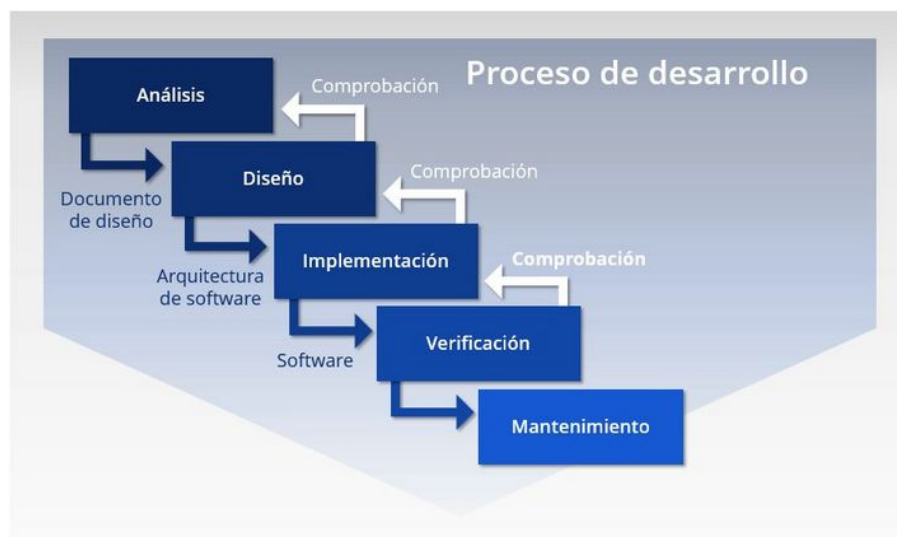 Proceso de desarrollo
Análisis
Comprobación
Documento
de diseño
Diseño
Comprobación
Arquitectura
de software
Implementación
Comprobación
Software
Verificación
Mantenimiento